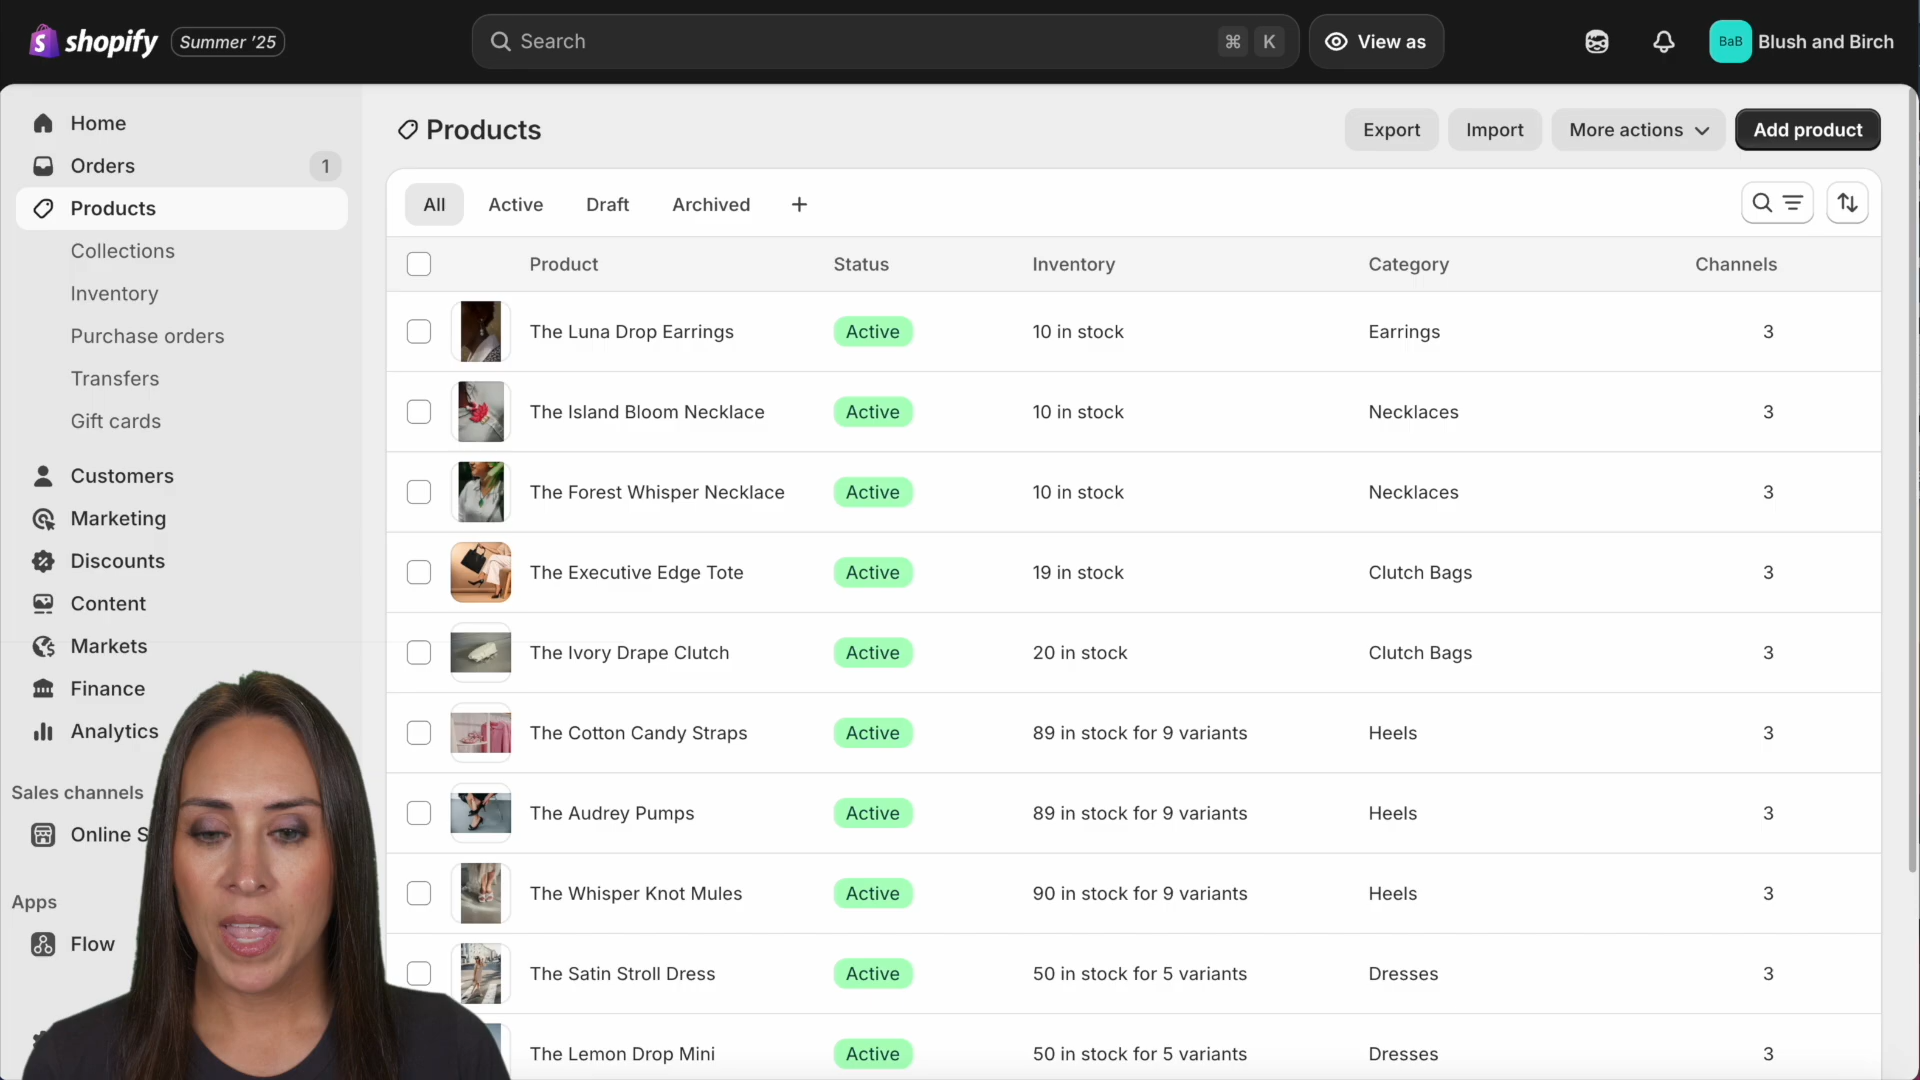 shopify Summer '25
Search ⌘ K
View as
BaB Blush and Birch
Home
Orders 1
Products
Collections
Inventory
Purchase orders
Transfers
Gift cards
Customers
Marketing
Discounts
Content
Markets
Finance
Analytics
Sales channels
Online S
Apps
Flow
Products
Export Import More actions Add product
All Active Draft Archived +
Product Status Inventory Category Channels
The Luna Drop Earrings Active 10 in stock Earrings 3
The Island Bloom Necklace Active 10 in stock Necklaces 3
The Forest Whisper Necklace Active 10 in stock Necklaces 3
The Executive Edge Tote Active 19 in stock Clutch Bags 3
The Ivory Drape Clutch Active 20 in stock Clutch Bags 3
The Cotton Candy Straps Active 89 in stock for 9 variants Heels 3
The Audrey Pumps Active 89 in stock for 9 variants Heels 3
The Whisper Knot Mules Active 90 in stock for 9 variants Heels 3
The Satin Stroll Dress Active 50 in stock for 5 variants Dresses 3
The Lemon Drop Mini Active 50 in stock for 5 variants Dresses 3